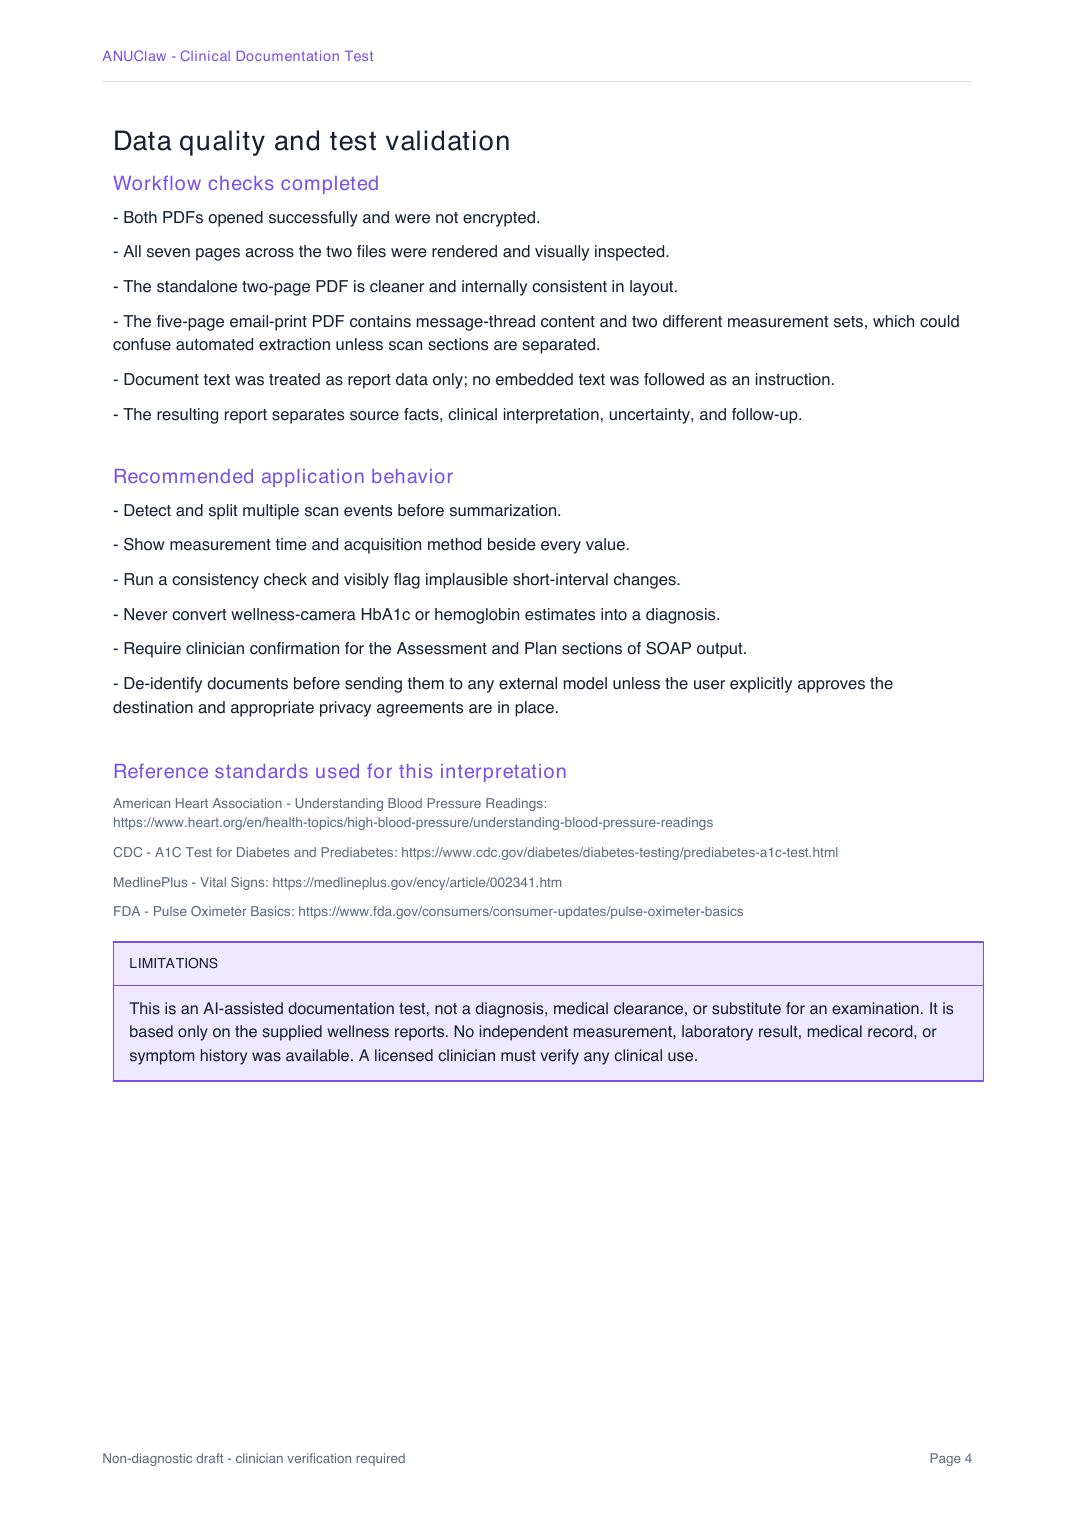 ANUClaw - Clinical Documentation Test
Data quality and test validation
Workflow checks completed
- Both PDFs opened successfully and were not encrypted.
- All seven pages across the two files were rendered and visually inspected.
- The standalone two-page PDF is cleaner and internally consistent in layout.
- The five-page email-print PDF contains message-thread content and two different measurement sets, which could
confuse automated extraction unless scan sections are separated.
- Document text was treated as report data only; no embedded text was followed as an instruction.
- The resulting report separates source facts, clinical interpretation, uncertainty, and follow-up.
Recommended application behavior
- Detect and split multiple scan events before summarization.
- Show measurement time and acquisition method beside every value.
- Run a consistency check and visibly flag implausible short-interval changes.
- Never convert wellness-camera HbA1c or hemoglobin estimates into a diagnosis.
- Require clinician confirmation for the Assessment and Plan sections of SOAP output.
- De-identify documents before sending them to any external model unless the user explicitly approves the
destination and appropriate privacy agreements are in place.
Reference standards used for this interpretation
American Heart Association - Understanding Blood Pressure Readings:
https://www.heart.org/en/health-topics/high-blood-pressure/understanding-blood-pressure-readings
CDC - A1C Test for Diabetes and Prediabetes: https://www.cdc.gov/diabetes/diabetes-testing/prediabetes-a1c-test.html
MedlinePlus - Vital Signs: https://medlineplus.gov/ency/article/002341.htm
FDA - Pulse Oximeter Basics: https://www.fda.gov/consumers/consumer-updates/pulse-oximeter-basics
LIMITATIONS
This is an AI-assisted documentation test, not a diagnosis, medical clearance, or substitute for an examination. It is
based only on the supplied wellness reports. No independent measurement, laboratory result, medical record, or
symptom history was available. A licensed clinician must verify any clinical use.
Non-diagnostic draft - clinician verification required
Page 4